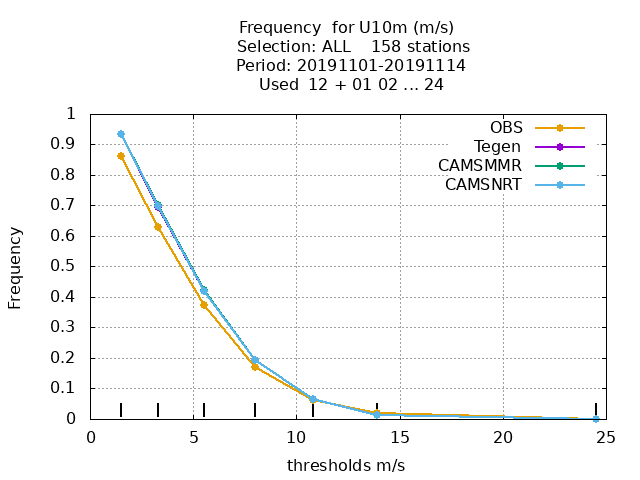 Frequency  for U10m (m/s)
Selection: ALL    158 stations
Period: 20191101-20191114
Used  12 + 01 02 ... 24
OBS
Tegen
CAMSMMR
CAMSNRT
1
0.9
0.8
0.7
0.6
0.5
0.4
0.3
0.2
0.1
0
Frequency
0 5 10 15 20 25
thresholds m/s